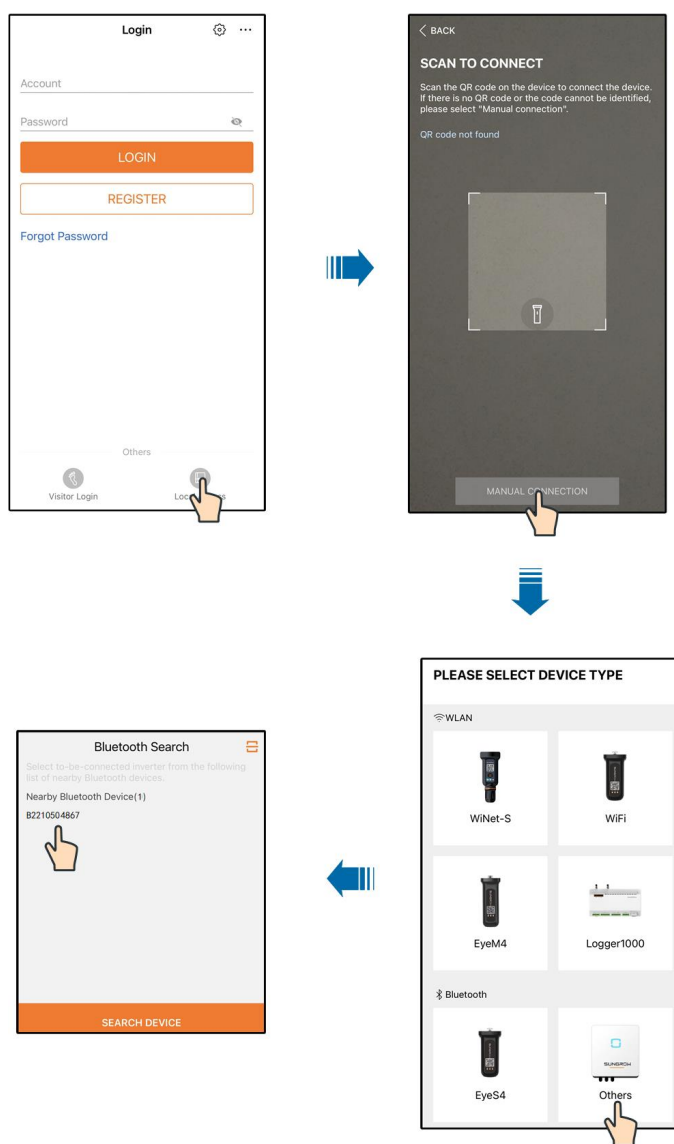 Login
Account
Password
LOGIN
REGISTER
Forgot Password
Others
Visitor Login
BACK
SCAN TO CONNECT
Scan the QR code on the device to connect the device.
If there is no QR code or the code cannot be identified,
please select "Manual connection".
QR code not found
MANUAL CONNECTION
PLEASE SELECT DEVICE TYPE
WLAN
WiNet-S
WiFi
EyeM4
Logger1000
Bluetooth
EyeS4
SUNGROW
Others
Bluetooth Search
Select to-be-connected inverter from the following
list of nearby Bluetooth devices.
Nearby Bluetooth Device(1)
B2210504867
SEARCH DEVICE